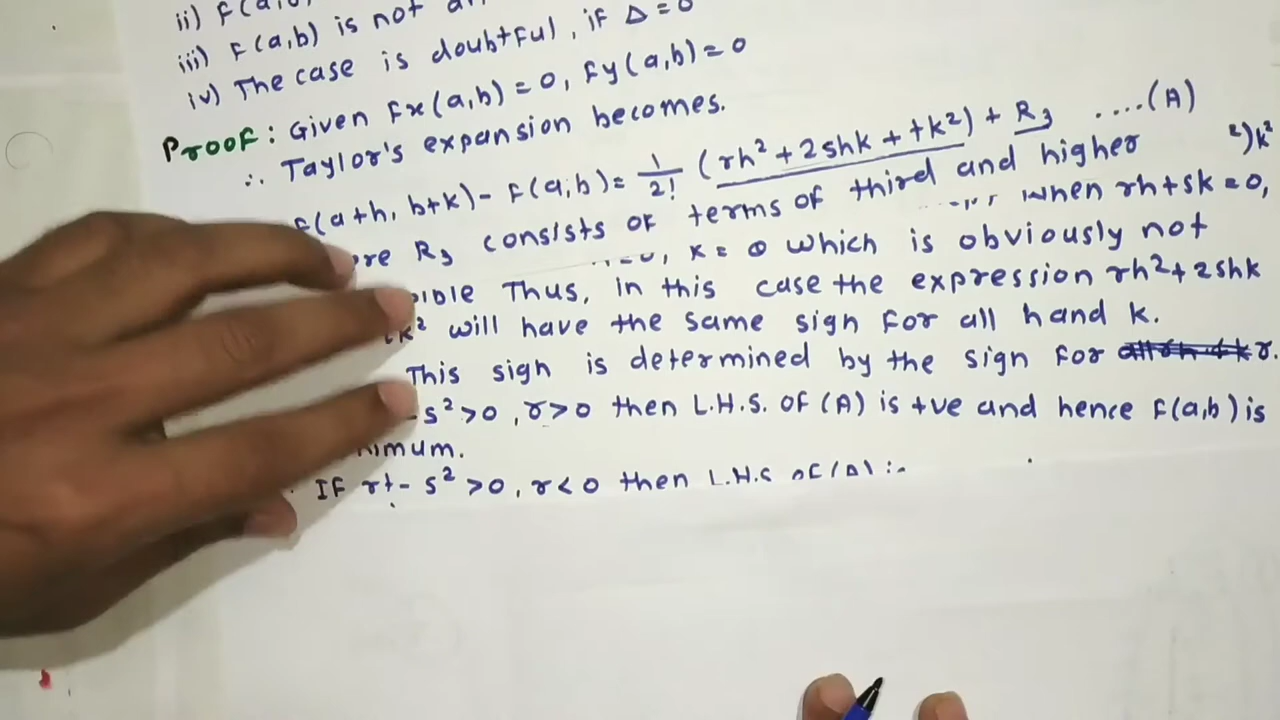 ii) F(a,b)
iii) F(a,b) is not an
iv) The case is doubtful, if Δ = 0
Proof: Given Fx(a,b) = 0, Fy(a,b) = 0
∴ Taylor's expansion becomes.
F(a+h, b+k) - F(a,b) = 1/2! (rh² + 2shk + tk²) + R₃ ....(A)
R₃ consists of terms of third and higher
²)k²
when rh+sk = 0,
k = 0 which is obviously not
Thus, in this case the expression rh²+2shk
k² will have the same sign for all h and k.
This sign is determined by the sign for r.
- s² > 0, r > 0 then L.H.S. of (A) is +ve and hence F(a,b) is
nimum.
If rt - s² > 0, r < 0 then L.H.S of (A) is